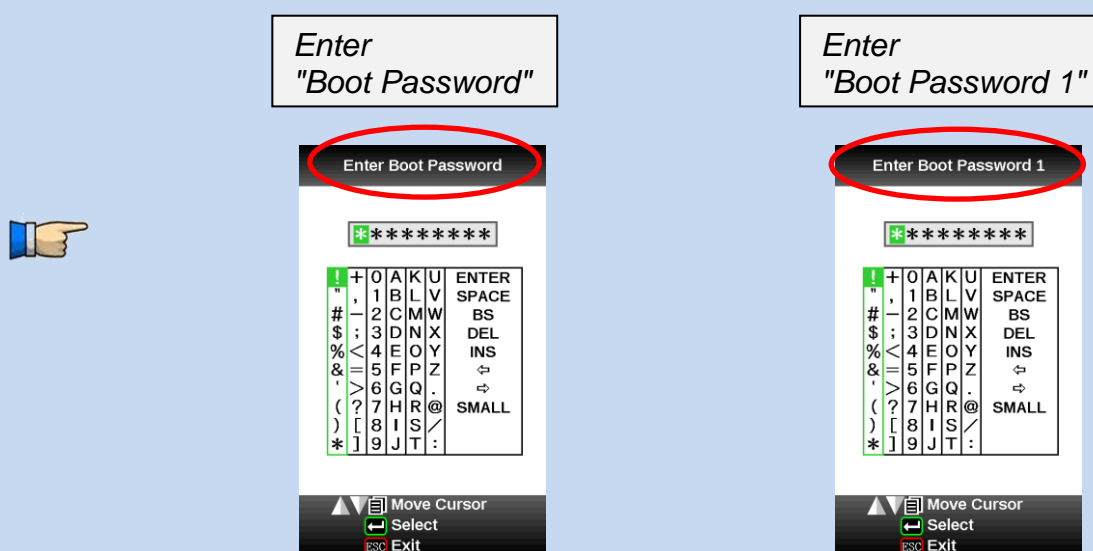 Enter
"Boot Password"
Enter Boot Password
*********
! + 0 A K U ENTER
" , 1 B L V SPACE
# - 2 C M W BS
$ ; 3 D N X DEL
% < 4 E O Y INS
& = 5 F P Z ⇦
' > 6 G Q . ⇨
( ? 7 H R @ SMALL
) [ 8 I S /
* ] 9 J T :
Move Cursor
Select
ESC Exit
Enter
"Boot Password 1"
Enter Boot Password 1
*********
! + 0 A K U ENTER
" , 1 B L V SPACE
# - 2 C M W BS
$ ; 3 D N X DEL
% < 4 E O Y INS
& = 5 F P Z ⇦
' > 6 G Q . ⇨
( ? 7 H R @ SMALL
) [ 8 I S /
* ] 9 J T :
Move Cursor
Select
ESC Exit